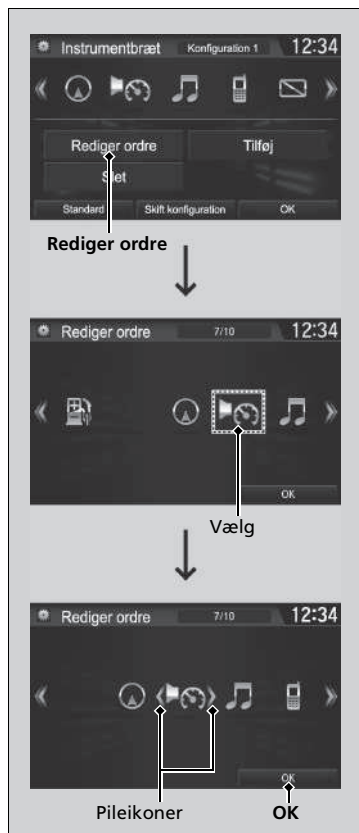 Instrumentbræt Konfiguration 1 12:34
Rediger ordre Tilføj
Slet
Standard Skift konfiguration OK
Rediger ordre
Rediger ordre 7/10 12:34
OK
Vælg
Rediger ordre 7/10 12:34
OK
Pileikoner OK